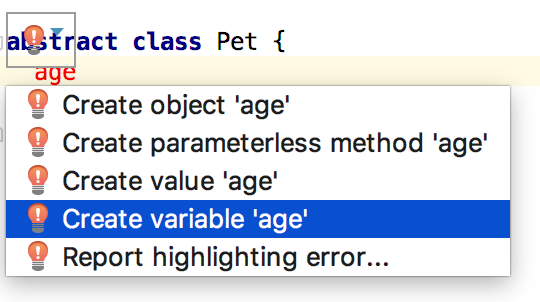 abstract class Pet {
age
Create object 'age'
Create parameterless method 'age'
Create value 'age'
Create variable 'age'
Report highlighting error...